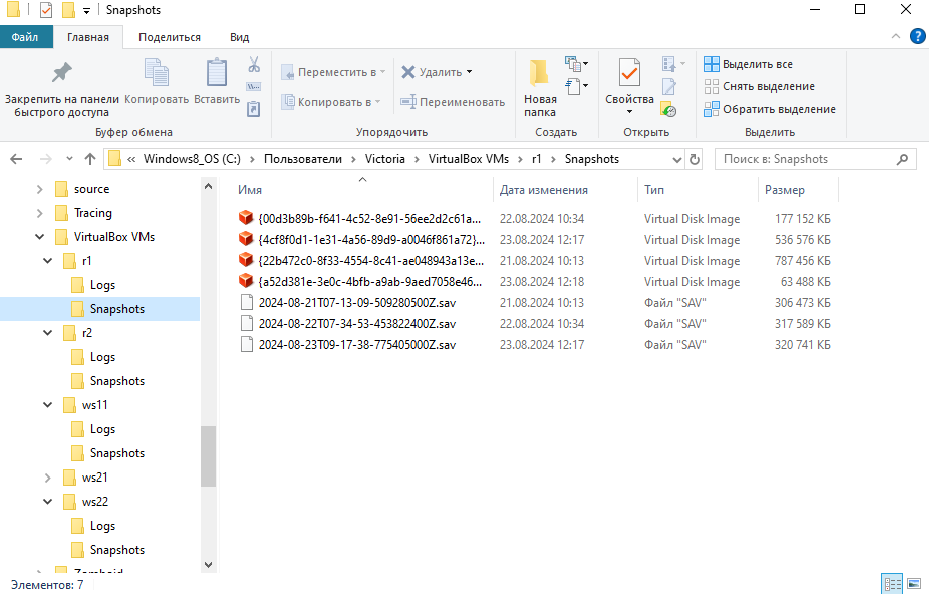 Snapshots
Файл Главная Поделиться Вид
Закрепить на панели быстрого доступа
Копировать
Вставить
Буфер обмена
Переместить в
Копировать в
Удалить
Переименовать
Упорядочить
Новая папка
Создать
Свойства
Открыть
Выделить все
Снять выделение
Обратить выделение
Выделить
« Windows8_OS (C:) › Пользователи › Victoria › VirtualBox VMs › r1 › Snapshots
Поиск в: Snapshots
source
Tracing
VirtualBox VMs
r1
Logs
Snapshots
r2
Logs
Snapshots
ws11
Logs
Snapshots
ws21
ws22
Logs
Snapshots
Имя Дата изменения Тип Размер
{00d3b89b-f641-4c52-8e91-56ee2d2c61a... 22.08.2024 10:34 Virtual Disk Image 177 152 КБ
{4cf8f0d1-1e31-4a56-89d9-a0046f861a72}... 23.08.2024 12:17 Virtual Disk Image 536 576 КБ
{22b472c0-8f33-4554-8c41-ae048943a13e... 21.08.2024 10:13 Virtual Disk Image 787 456 КБ
{a52d381e-3e0c-4bfb-a9ab-9aed7058e46... 23.08.2024 12:18 Virtual Disk Image 63 488 КБ
2024-08-21T07-13-09-509280500Z.sav 21.08.2024 10:13 Файл "SAV" 306 473 КБ
2024-08-22T07-34-53-453822400Z.sav 22.08.2024 10:34 Файл "SAV" 317 589 КБ
2024-08-23T09-17-38-775405000Z.sav 23.08.2024 12:17 Файл "SAV" 320 741 КБ
Элементов: 7